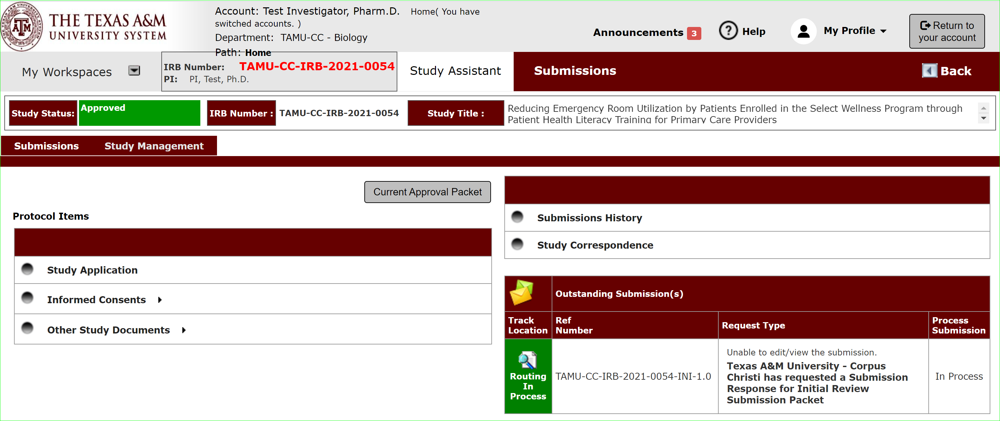 THE TEXAS A&M
UNIVERSITY SYSTEM
THE TEXAS A&M UNIVERSITY SYSTEM
1876
Account: Test Investigator, Pharm.D. Home( You have
switched accounts. )
Department: TAMU-CC - Biology
Path: Home
Announcements 3
Help
My Profile
Return to
your account
My Workspaces
IRB Number: TAMU-CC-IRB-2021-0054
PI: PI, Test, Ph.D.
Study Assistant
Submissions
Back
Study Status:
Approved
IRB Number :
TAMU-CC-IRB-2021-0054
Study Title :
Reducing Emergency Room Utilization by Patients Enrolled in the Select Wellness Program through
Patient Health Literacy Training for Primary Care Providers
Submissions
Study Management
Current Approval Packet
Protocol Items
Study Application
Informed Consents
Other Study Documents
Submissions History
Study Correspondence
Outstanding Submission(s)
Track
Location
Ref
Number
Request Type
Process
Submission
Routing
In
Process
TAMU-CC-IRB-2021-0054-INI-1.0
Unable to edit/view the submission.
Texas A&M University - Corpus
Christi has requested a Submission
Response for Initial Review
Submission Packet
In Process